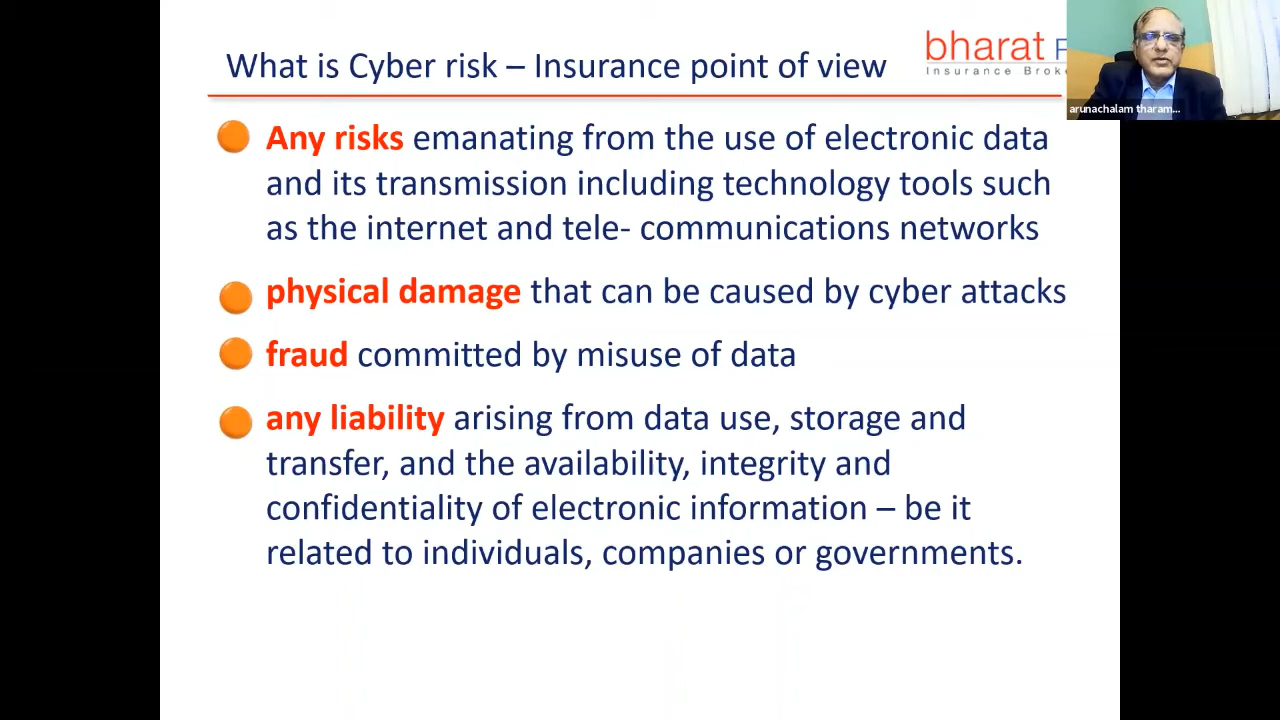 What is Cyber risk – Insurance point of view
bharat
Insurance Broke
arunachalam tharam...
Any risks emanating from the use of electronic data
and its transmission including technology tools such
as the internet and tele- communications networks
physical damage that can be caused by cyber attacks
fraud committed by misuse of data
any liability arising from data use, storage and
transfer, and the availability, integrity and
confidentiality of electronic information – be it
related to individuals, companies or governments.